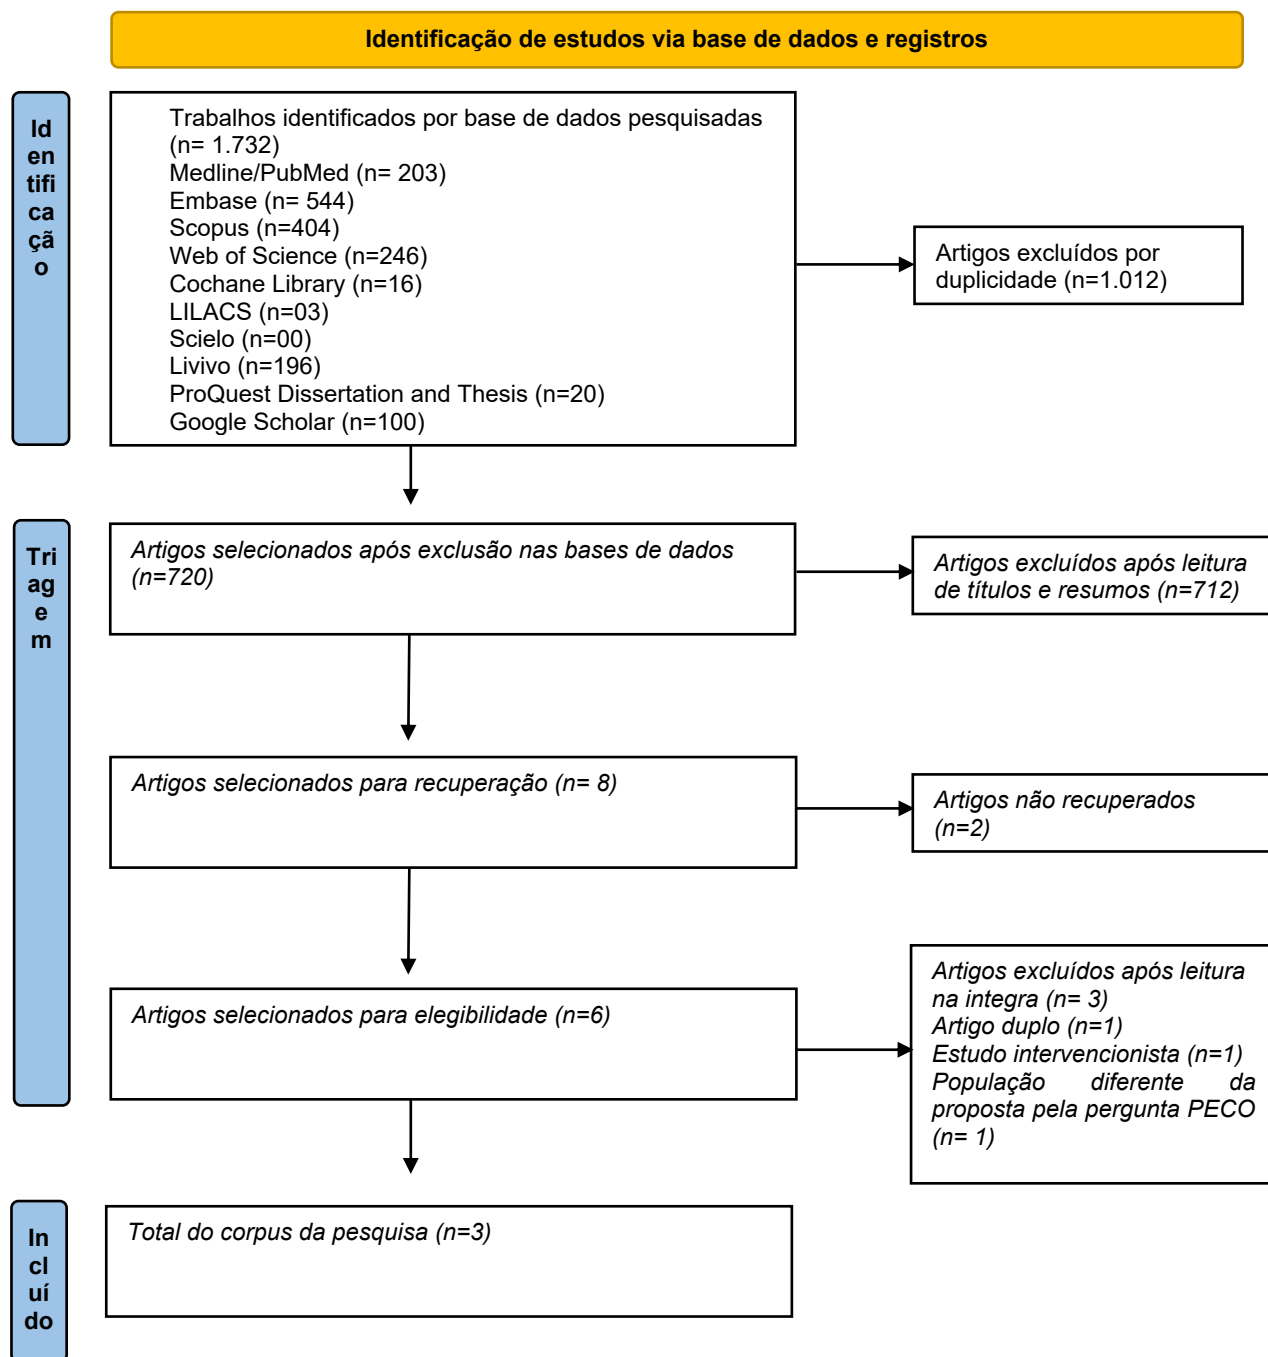 Identificação de estudos via base de dados e registros
Id
en
tifi
ca
çã
o
Trabalhos identificados por base de dados pesquisadas
(n= 1.732)
Medline/PubMed (n= 203)
Embase (n= 544)
Scopus (n=404)
Web of Science (n=246)
Cochane Library (n=16)
LILACS (n=03)
Scielo (n=00)
Livivo (n=196)
ProQuest Dissertation and Thesis (n=20)
Google Scholar (n=100)
Artigos excluídos por
duplicidade (n=1.012)
Tri
ag
e
m
Artigos selecionados após exclusão nas bases de dados
(n=720)
Artigos excluídos após leitura
de títulos e resumos (n=712)
Artigos selecionados para recuperação (n= 8)
Artigos não recuperados
(n=2)
Artigos selecionados para elegibilidade (n=6)
Artigos excluídos após leitura
na integra (n= 3)
Artigo duplo (n=1)
Estudo intervencionista (n=1)
População diferente da
proposta pela pergunta PECO
(n= 1)
In
cl
uí
do
Total do corpus da pesquisa (n=3)